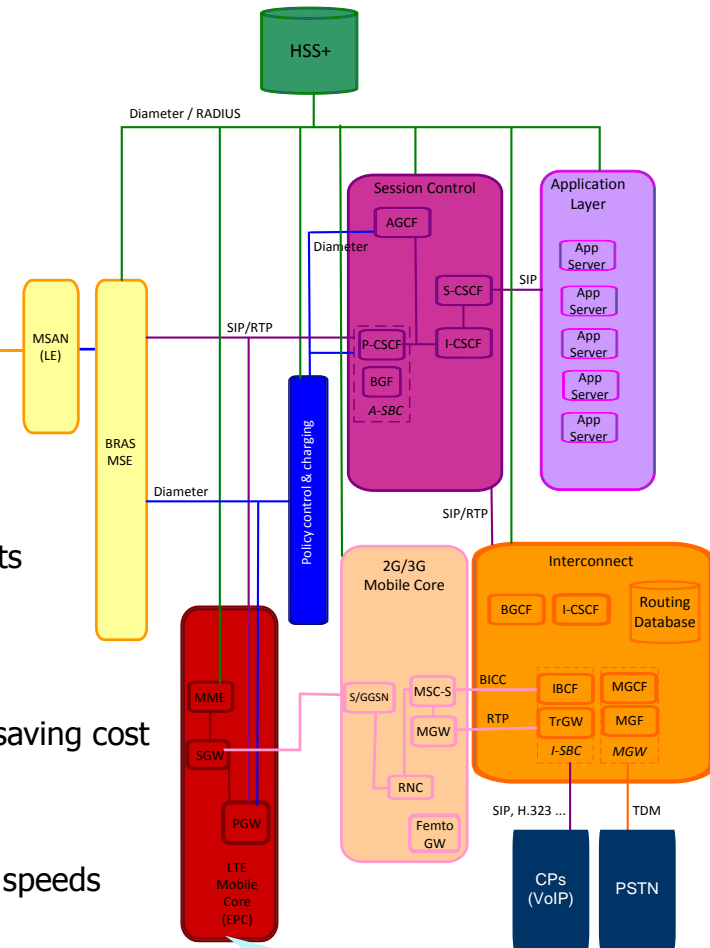 HSS+
Diameter / RADIUS
Session Control
Application
Layer
AGCF
Diameter
App
Server
S-CSCF
SIP
App
Server
MSAN
(LE)
SIP/RTP
P-CSCF
I-CSCF
App
Server
BGF
A-SBC
App
Server
App
Server
BRAS
MSE
Diameter
Policy control & charging
SIP/RTP
ts
2G/3G
Mobile Core
Interconnect
BGCF
I-CSCF
Routing
Database
MME
S/GGSN
MSC-S
BICC
IBCF
MGCF
saving cost
SGW
MGW
RTP
TrGW
MGF
I-SBC
MGW
RNC
PGW
Femto
GW
SIP, H.323 ...
TDM
speeds
LTE
Mobile
Core
(EPC)
CPs
(VoIP)
PSTN